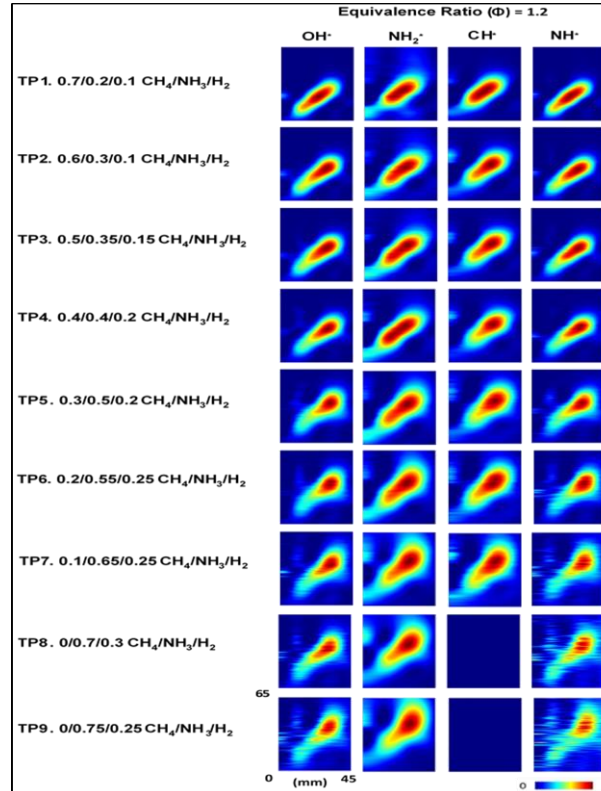 Equivalence Ratio (Φ) = 1.2
OH* NH₂* CH* NH*
TP1. 0.7/0.2/0.1 CH₄/NH₃/H₂
TP2. 0.6/0.3/0.1 CH₄/NH₃/H₂
TP3. 0.5/0.35/0.15 CH₄/NH₃/H₂
TP4. 0.4/0.4/0.2 CH₄/NH₃/H₂
TP5. 0.3/0.5/0.2 CH₄/NH₃/H₂
TP6. 0.2/0.55/0.25 CH₄/NH₃/H₂
TP7. 0.1/0.65/0.25 CH₄/NH₃/H₂
TP8. 0/0.7/0.3 CH₄/NH₃/H₂
65
TP9. 0/0.75/0.25 CH₄/NH₃/H₂
0 (mm) 45 0